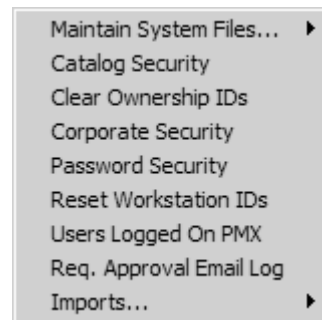 Maintain System Files...
Catalog Security
Clear Ownership IDs
Corporate Security
Password Security
Reset Workstation IDs
Users Logged On PMX
Req. Approval Email Log
Imports...